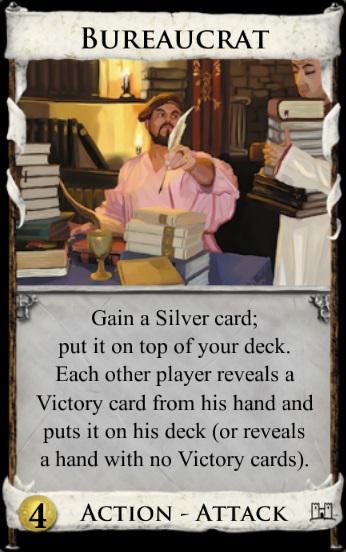 Bureaucrat
Gain a Silver card;
put it on top of your deck.
Each other player reveals a
Victory card from his hand and
puts it on his deck (or reveals
a hand with no Victory cards).
4 Action - Attack